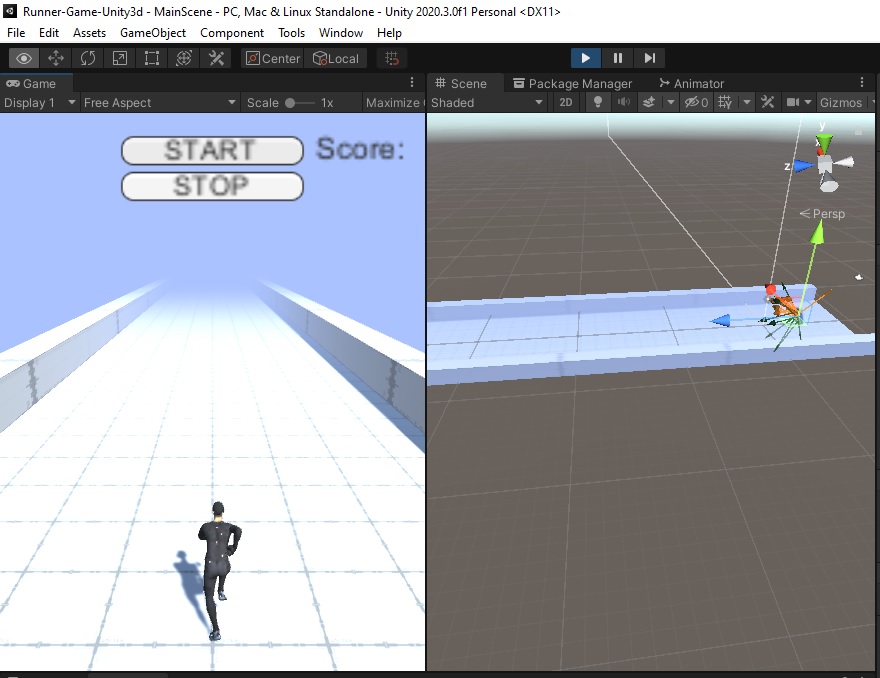 Runner-Game-Unity3d - MainScene - PC, Mac & Linux Standalone - Unity 2020.3.0f1 Personal <DX11>
File Edit Assets GameObject Component Tools Window Help
Center Local
Game
Display 1 Free Aspect Scale 1x Maximize
START Score:
STOP
Scene Package Manager Animator
Shaded 2D 0 Gizmos
y
x
z
Persp